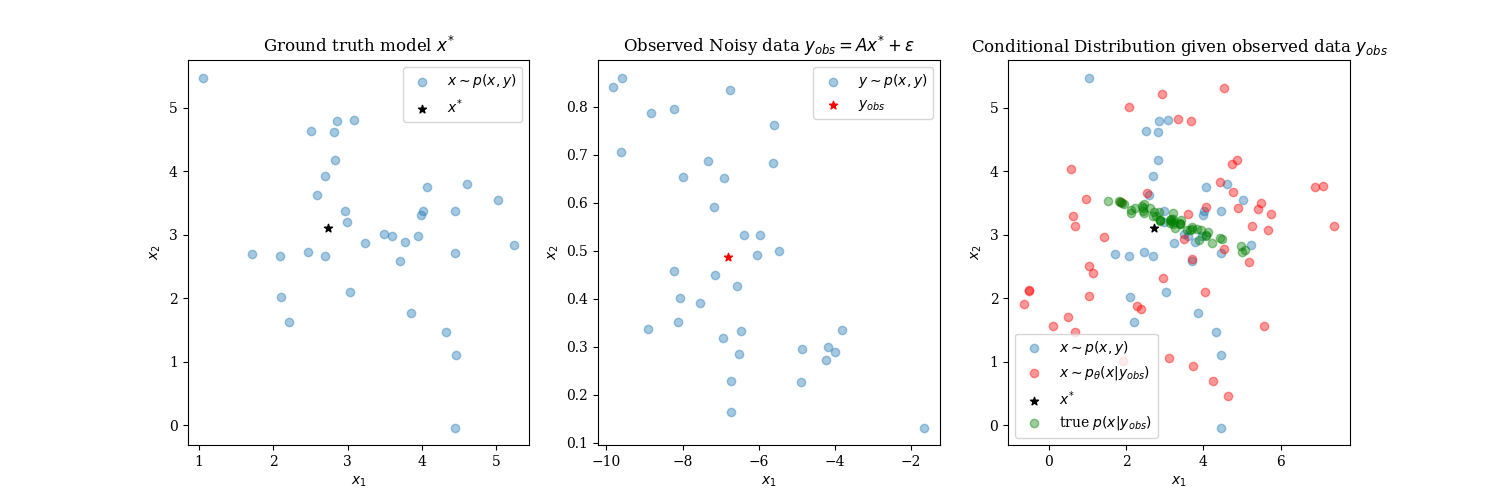 Ground truth model x*
x ~ p(x, y)
x*
5
4
3
2
1
0
x₂
1
2
3
4
5
x₁
Observed Noisy data y_obs = Ax* + ε
y ~ p(x, y)
y_obs
0.8
0.7
0.6
0.5
0.4
0.3
0.2
0.1
x₂
−10
−8
−6
−4
−2
x₁
Conditional Distribution given observed data y_obs
5
4
3
2
1
0
x₂
x ~ p(x, y)
x ~ p_θ(x|y_obs)
x*
true p(x|y_obs)
0
2
4
6
x₁